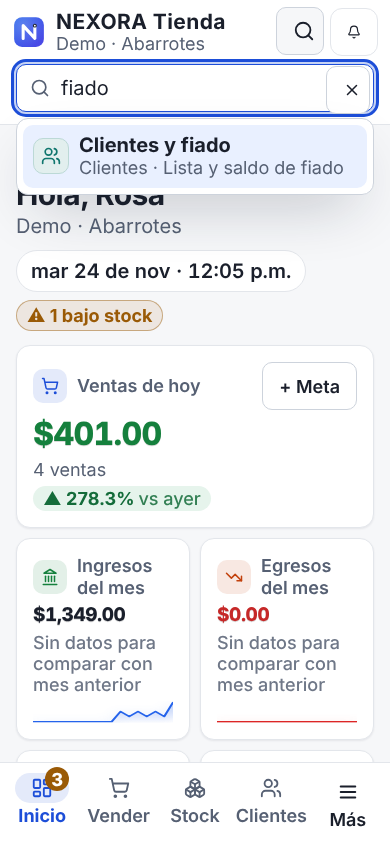 NEXORA Tienda
Demo · Abarrotes
fiado
Clientes y fiado
Clientes · Lista y saldo de fiado
Hola, Rosa
Demo · Abarrotes
mar 24 de nov · 12:05 p.m.
1 bajo stock
Ventas de hoy
+ Meta
$401.00
4 ventas
▲ 278.3% vs ayer
Ingresos del mes
$1,349.00
Sin datos para
comparar con
mes anterior
Egresos del mes
$0.00
Sin datos para
comparar con
mes anterior
3
Inicio
Vender
Stock
Clientes
Más